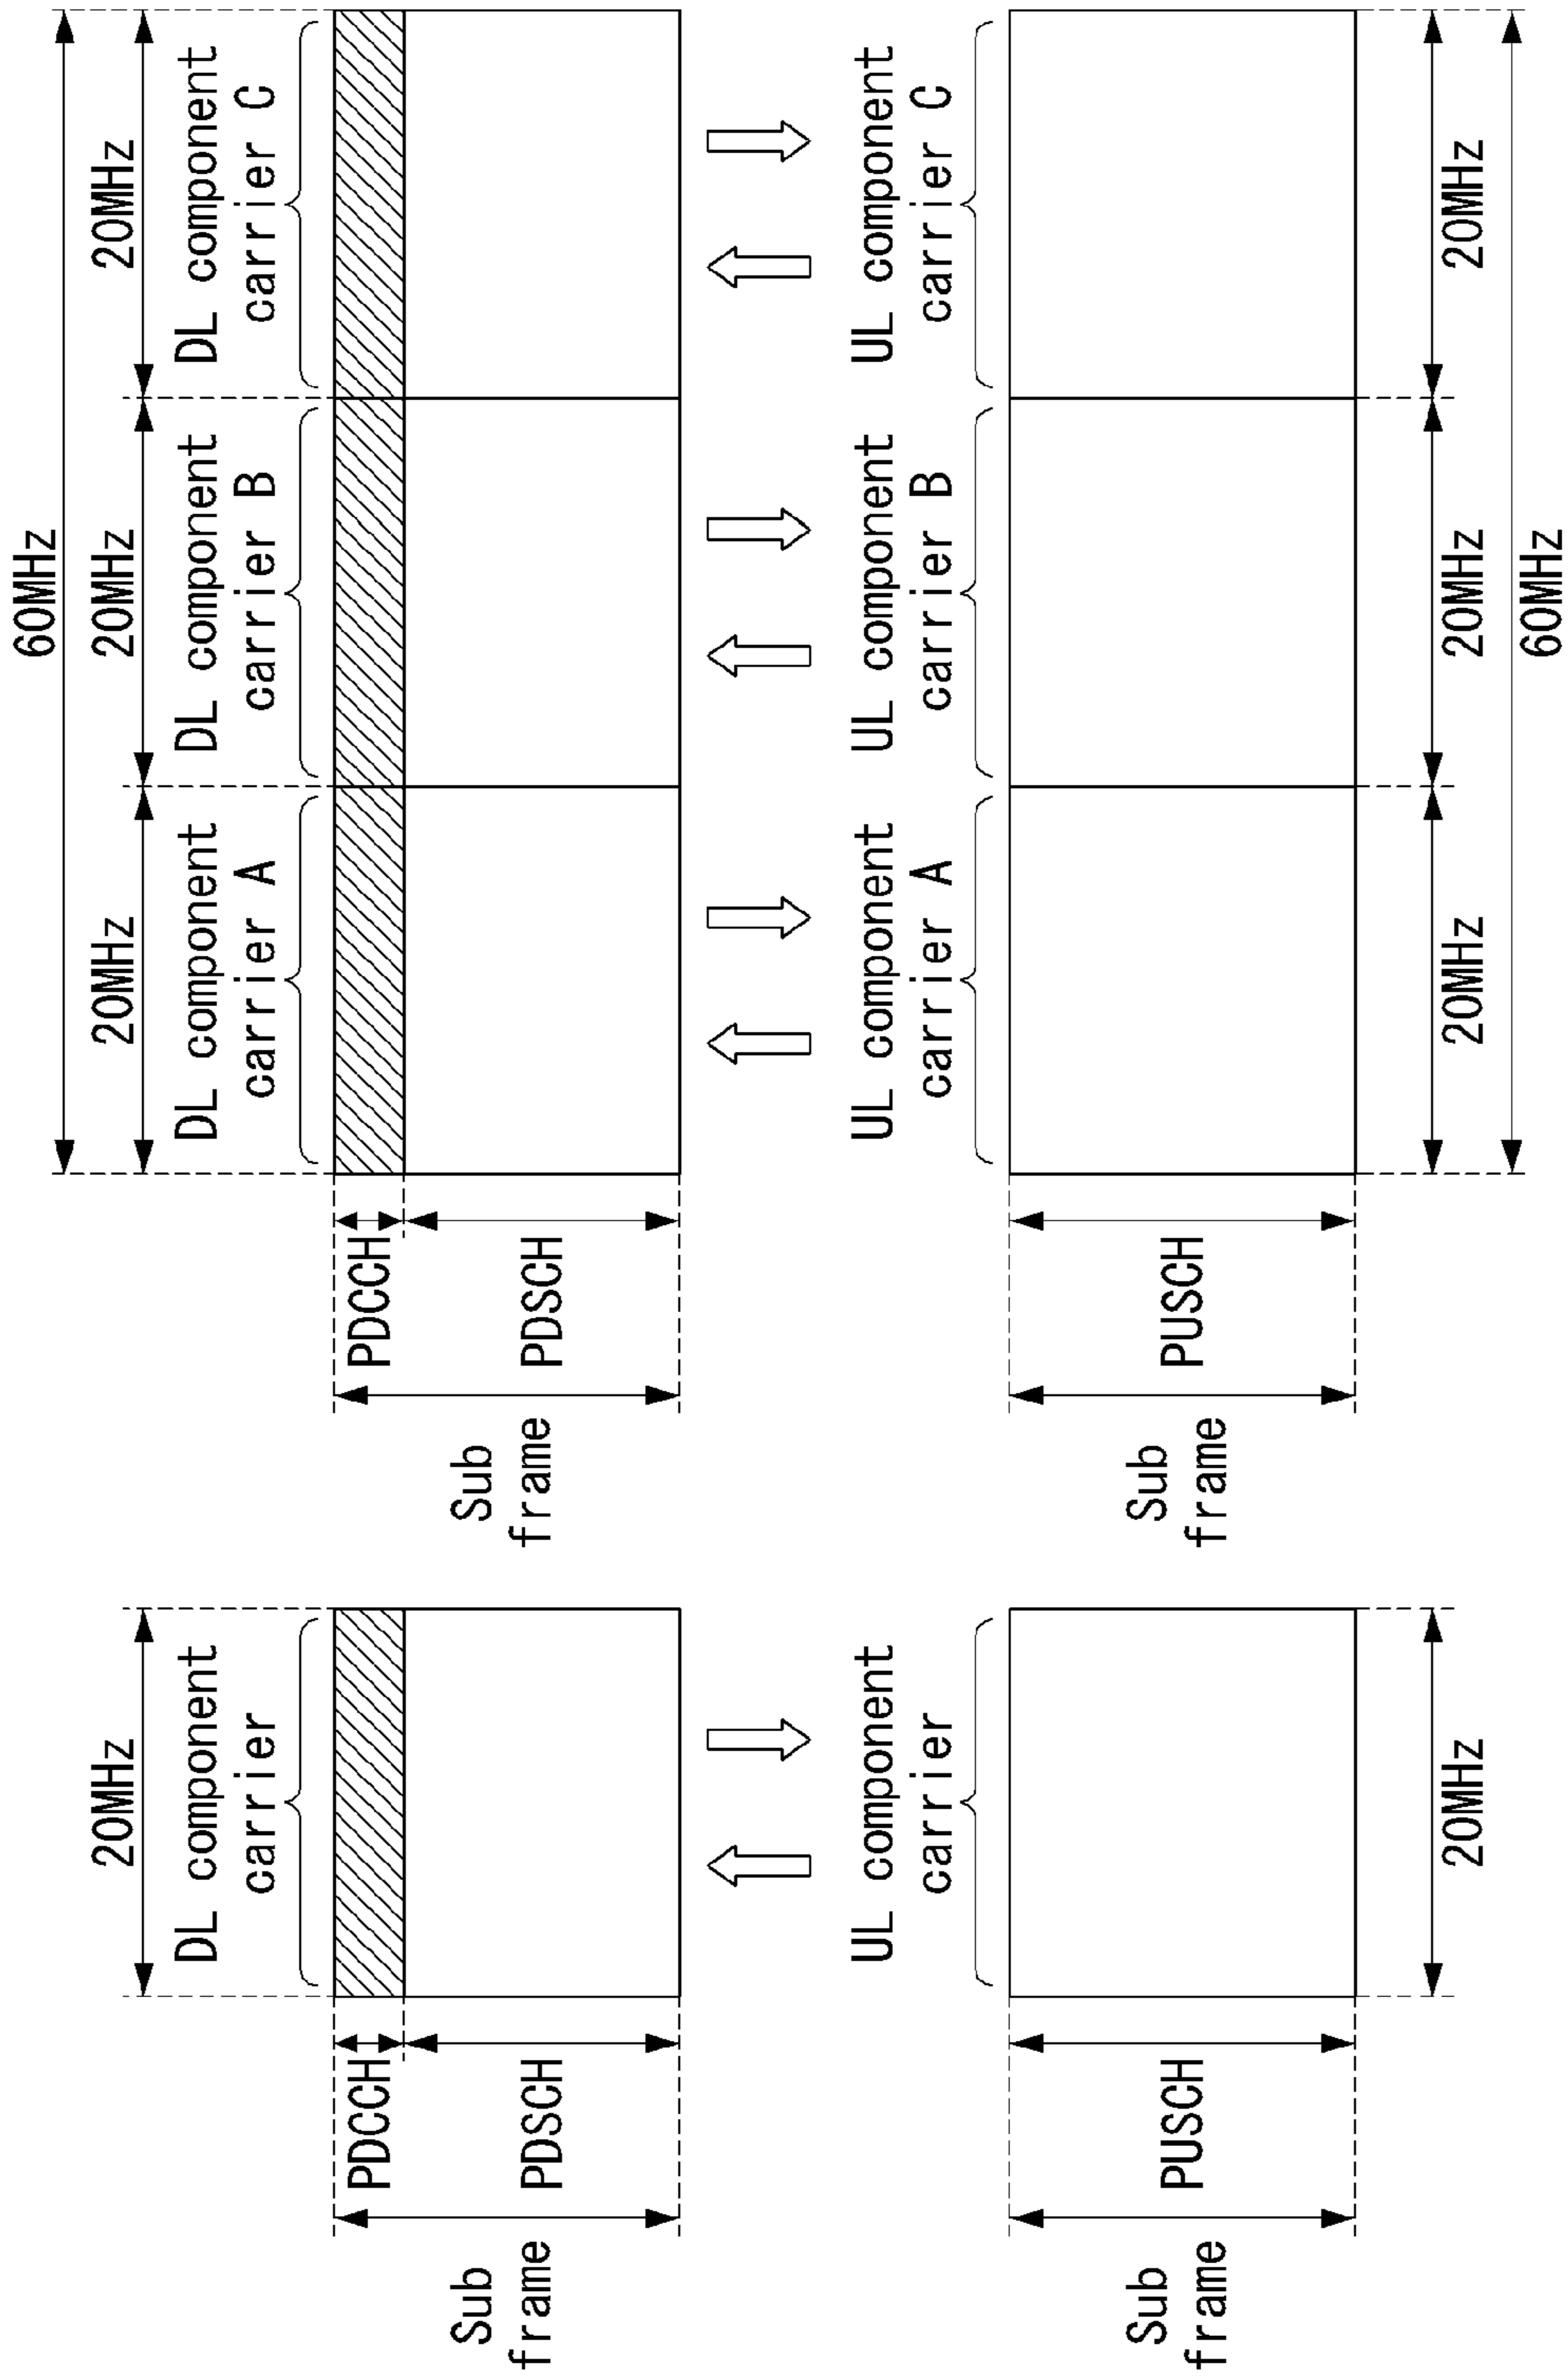 20MHz
DL component
carrier
PDCCH
PDSCH
Sub
frame
UL component
carrier
PUSCH
Sub
frame
20MHz
60MHz
20MHz
20MHz
20MHz
DL component
carrier A
DL component
carrier B
DL component
carrier C
PDCCH
PDSCH
Sub
frame
UL component
carrier A
UL component
carrier B
UL component
carrier C
PUSCH
Sub
frame
20MHz
20MHz
20MHz
60MHz